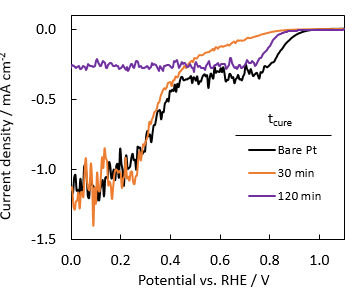 0.0
-0.5
-1.0
-1.5
Current density / mA cm⁻²
t_cure
Bare Pt
30 min
120 min
0.0 0.2 0.4 0.6 0.8 1.0
Potential vs. RHE / V